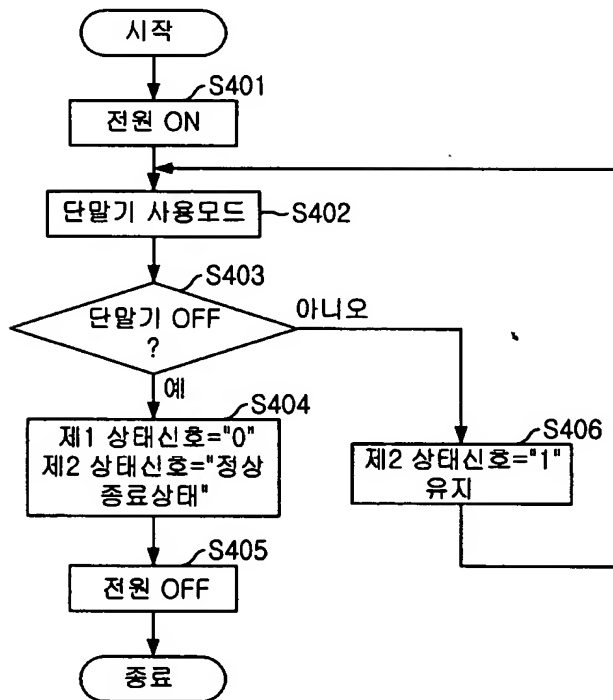 시작
S401
전원 ON
단말기 사용모드
S402
S403
단말기 OFF
?
아니오
예
S404
제1 상태신호="0"
제2 상태신호="정상
종료상태"
S406
제2 상태신호="1"
유지
S405
전원 OFF
종료